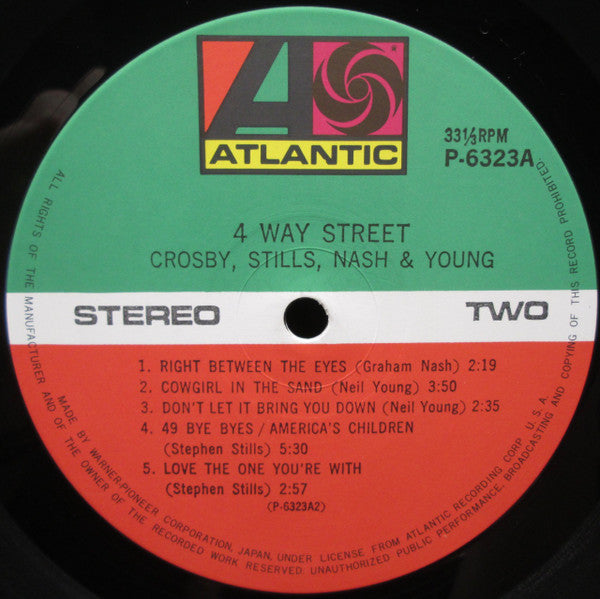 ATLANTIC
33⅓RPM
P-6323A
4 WAY STREET
CROSBY, STILLS, NASH & YOUNG
STEREO
TWO
1. RIGHT BETWEEN THE EYES (Graham Nash) 2:19
2. COWGIRL IN THE SAND (Neil Young) 3:50
3. DON'T LET IT BRING YOU DOWN (Neil Young) 2:35
4. 49 BYE BYES / AMERICA'S CHILDREN
(Stephen Stills) 5:30
5. LOVE THE ONE YOU'RE WITH
(Stephen Stills) 2:57
(P-6323A2)
MADE BY WARNER-PIONEER CORPORATION, JAPAN, UNDER LICENSE FROM ATLANTIC RECORDING CORP. U.S.A.
ALL RIGHTS OF THE MANUFACTURER AND OF THE OWNER OF THE RECORDED WORK RESERVED. UNAUTHORIZED PUBLIC PERFORMANCE, BROADCASTING AND COPYING OF THIS RECORD PROHIBITED.